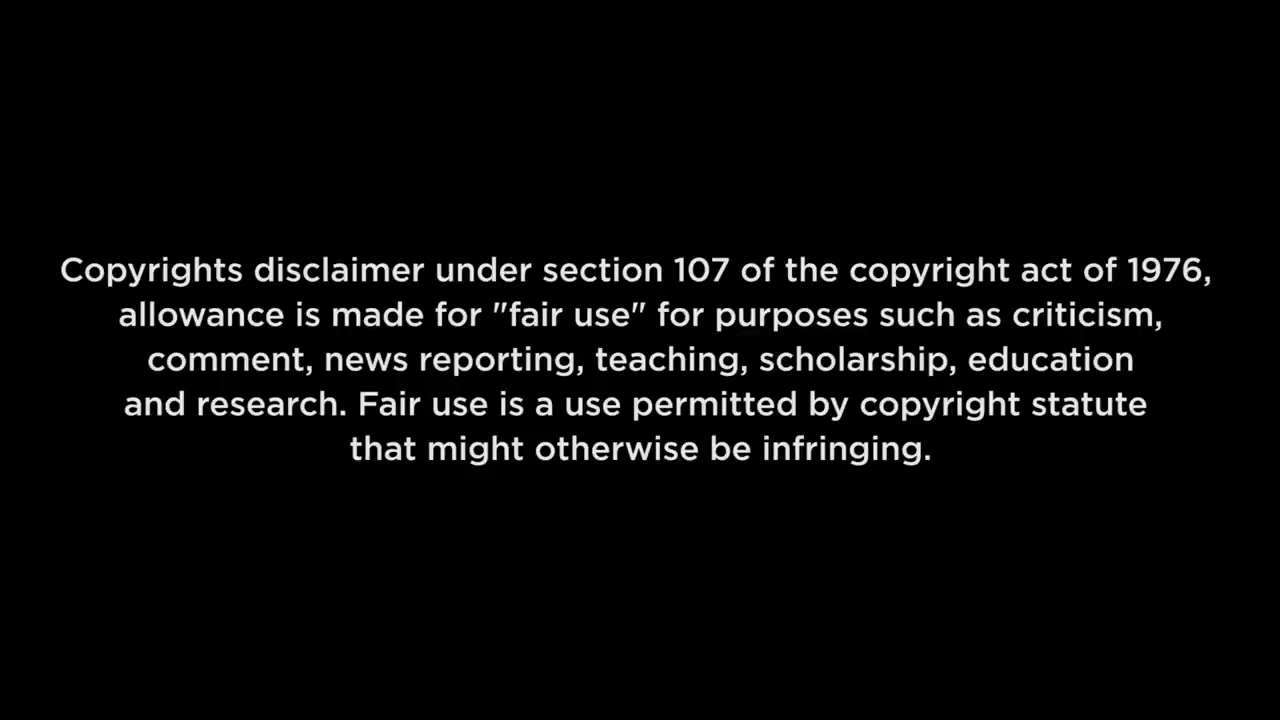 Copyrights disclaimer under section 107 of the copyright act of 1976,
allowance is made for "fair use" for purposes such as criticism,
comment, news reporting, teaching, scholarship, education
and research. Fair use is a use permitted by copyright statute
that might otherwise be infringing.